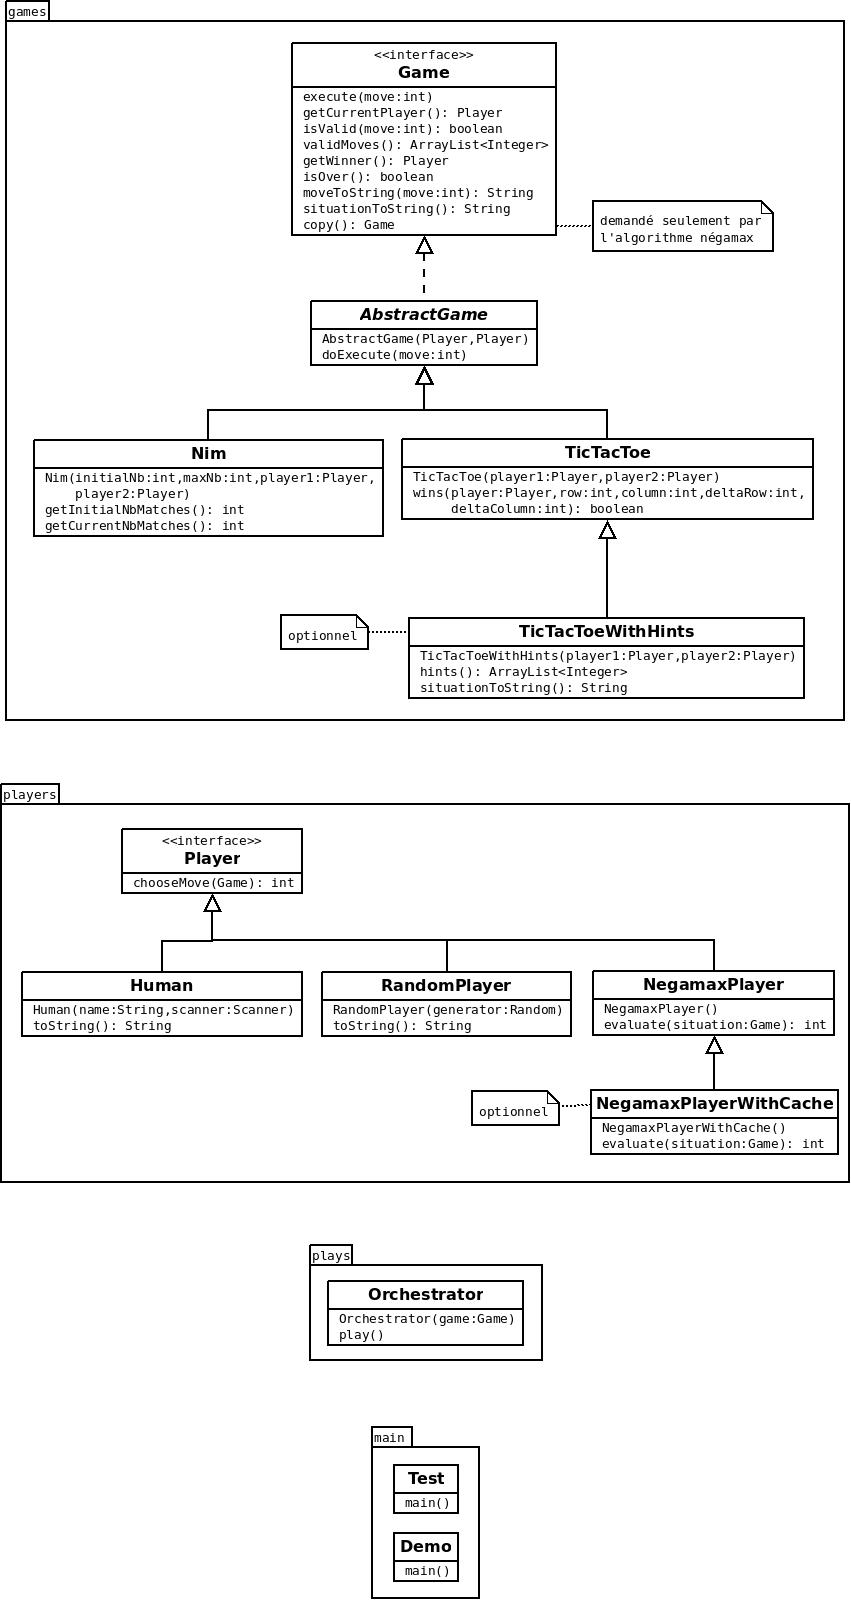 games
<<interface>>
Game
execute(move:int)
getCurrentPlayer(): Player
isValid(move:int): boolean
validMoves(): ArrayList<Integer>
getWinner(): Player
isOver(): boolean
moveToString(move:int): String
situationToString(): String
copy(): Game
demandé seulement par
l'algorithme négamax
AbstractGame
AbstractGame(Player,Player)
doExecute(move:int)
Nim
Nim(initialNb:int,maxNb:int,player1:Player,
player2:Player)
getInitialNbMatches(): int
getCurrentNbMatches(): int
TicTacToe
TicTacToe(player1:Player,player2:Player)
wins(player:Player,row:int,column:int,deltaRow:int,
deltaColumn:int): boolean
optionnel
TicTacToeWithHints
TicTacToeWithHints(player1:Player,player2:Player)
hints(): ArrayList<Integer>
situationToString(): String
players
<<interface>>
Player
chooseMove(Game): int
Human
Human(name:String,scanner:Scanner)
toString(): String
RandomPlayer
RandomPlayer(generator:Random)
toString(): String
NegamaxPlayer
NegamaxPlayer()
evaluate(situation:Game): int
optionnel
NegamaxPlayerWithCache
NegamaxPlayerWithCache()
evaluate(situation:Game): int
plays
Orchestrator
Orchestrator(game:Game)
play()
main
Test
main()
Demo
main()